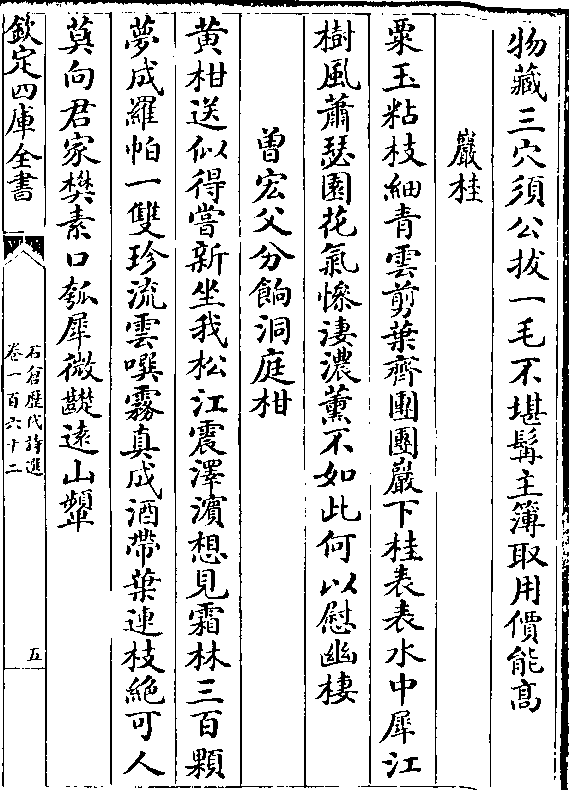 物藏三穴須公拔一毛不堪髯主簿取用價能髙
巖桂
粟玉粘枝細青雲剪葉齊團團巖下桂表表水中犀江
樹風蕭瑟園花氣慘淒濃薰不如此何以慰幽棲
曽宏父分餉洞庭柑
黄柑送似得嘗新坐我松江震澤濵想見霜林三百顆
夢成羅帕一雙珍流雲噀霧真成酒帶葉連枝絶可人
莫向君家樊素口瓠犀微齼逺山顰
欽定四庫全書
石倉歴代詩選
卷一百六十二
五